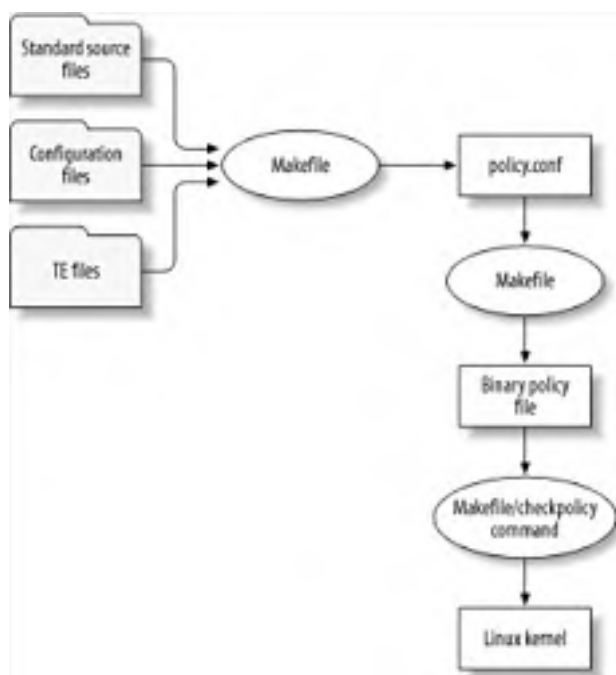 Standard source
files
Configuration
files
TE files
Makefile
policy.conf
Makefile
Binary policy
file
Makefile/checkpolicy
command
Linux kernel